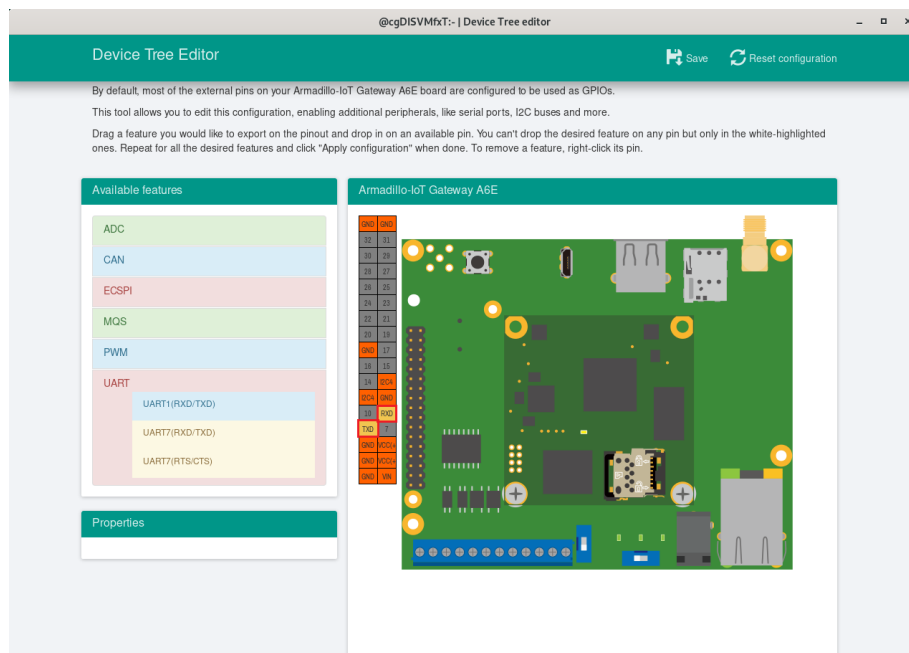 @cgDISVMfxT:~ | Device Tree editor
Device Tree Editor
Save
Reset configuration
By default, most of the external pins on your Armadillo-IoT Gateway A6E board are configured to be used as GPIOs.
This tool allows you to edit this configuration, enabling additional peripherals, like serial ports, I2C buses and more.
Drag a feature you would like to export on the pinout and drop in on an available pin. You can't drop the desired feature on any pin but only in the white-highlighted
ones. Repeat for all the desired features and click "Apply configuration" when done. To remove a feature, right-click its pin.
Available features
Armadillo-IoT Gateway A6E
ADC
CAN
ECSPI
MQS
PWM
UART
UART1(RXD/TXD)
UART7(RXD/TXD)
UART7(RTS/CTS)
Properties
GND GND
32 31
30 29
28 27
26 25
24 23
22 21
20 19
GND 17
16 15
14 I2C4
I2C4 GND
10 RXD
TXD 7
GND VCC(+
GND VCC(+
GND VIN